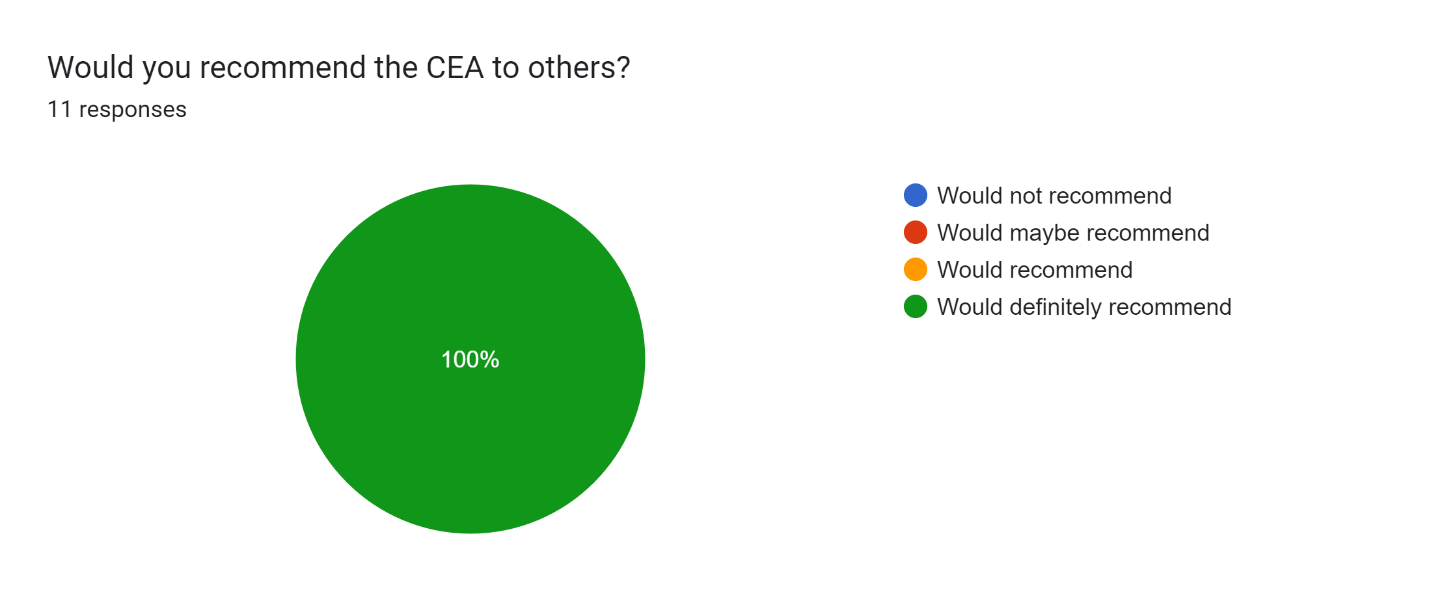 Would you recommend the CEA to others?
11 responses
100%
Would not recommend
Would maybe recommend
Would recommend
Would definitely recommend